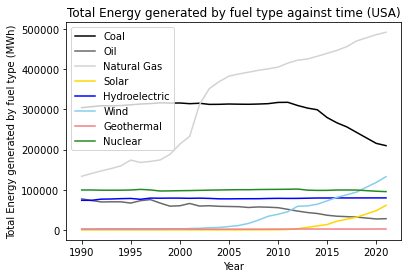 Total Energy generated by fuel type against time (USA)
Total Energy generated by fuel type (MWh)
500000
400000
300000
200000
100000
0
Coal
Oil
Natural Gas
Solar
Hydroelectric
Wind
Geothermal
Nuclear
1990
1995
2000
2005
2010
2015
2020
Year